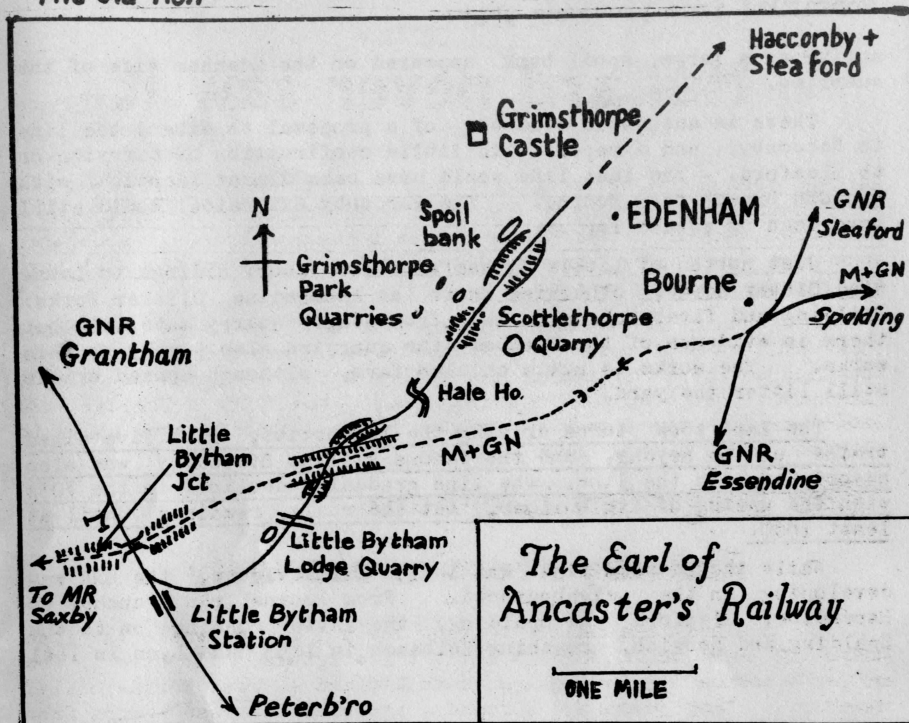 Hacconby +
Sleaford
Grimsthorpe
Castle
EDENHAM
GNR
Sleaford
Spoil
bank
N
Grimsthorpe
Park
Quarries
Bourne
M+GN
Spalding
Scottlethorpe
Quarry
GNR
Grantham
Hale Ho.
Little
Bytham
Jct
M+GN
GNR
Essendine
Little Bytham
Lodge Quarry
To MR
Saxby
Little Bytham
Station
Peterb'ro
The Earl of
Ancaster's Railway
ONE MILE